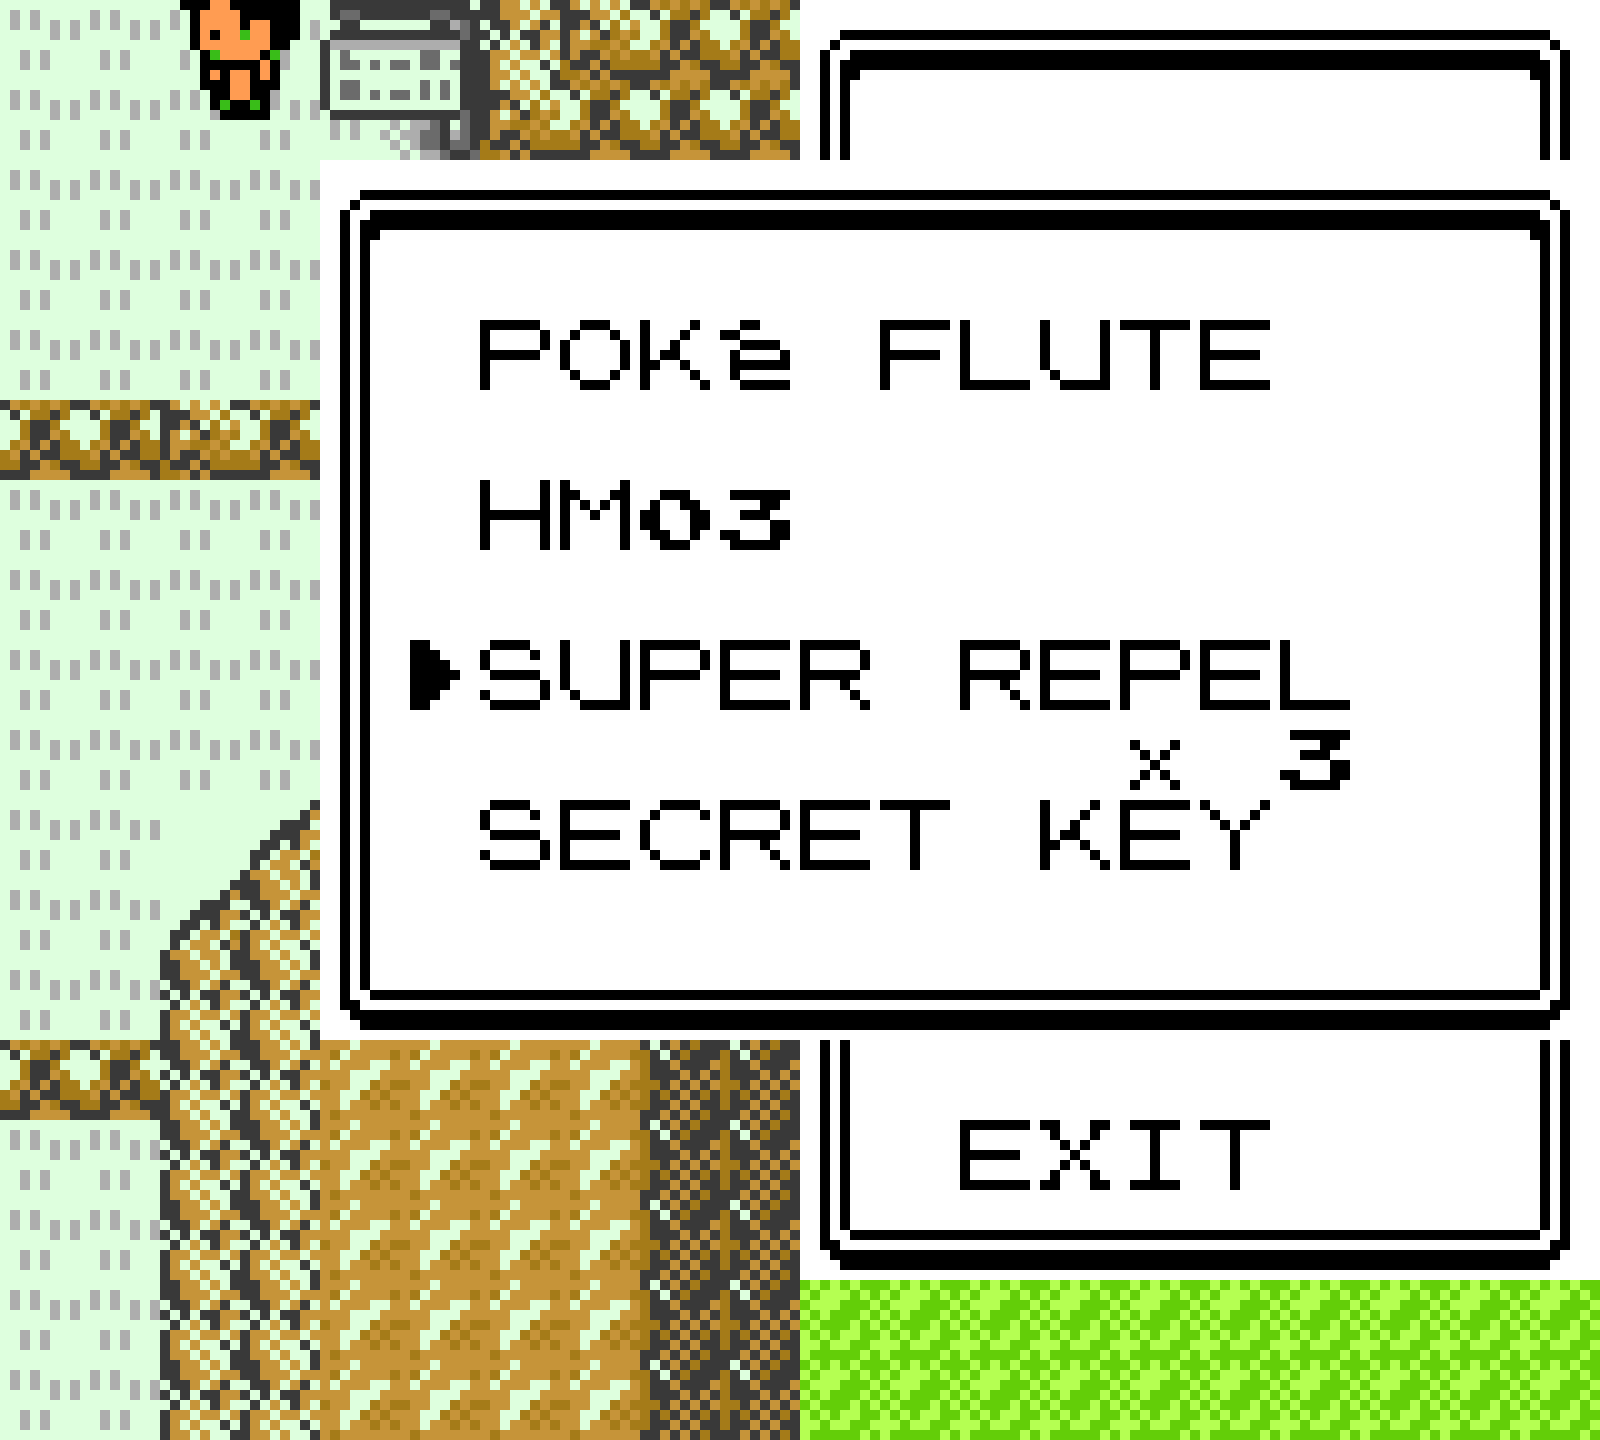 POKé FLUTE
HM03
▶SUPER REPEL
× 3
SECRET KEY
EXIT